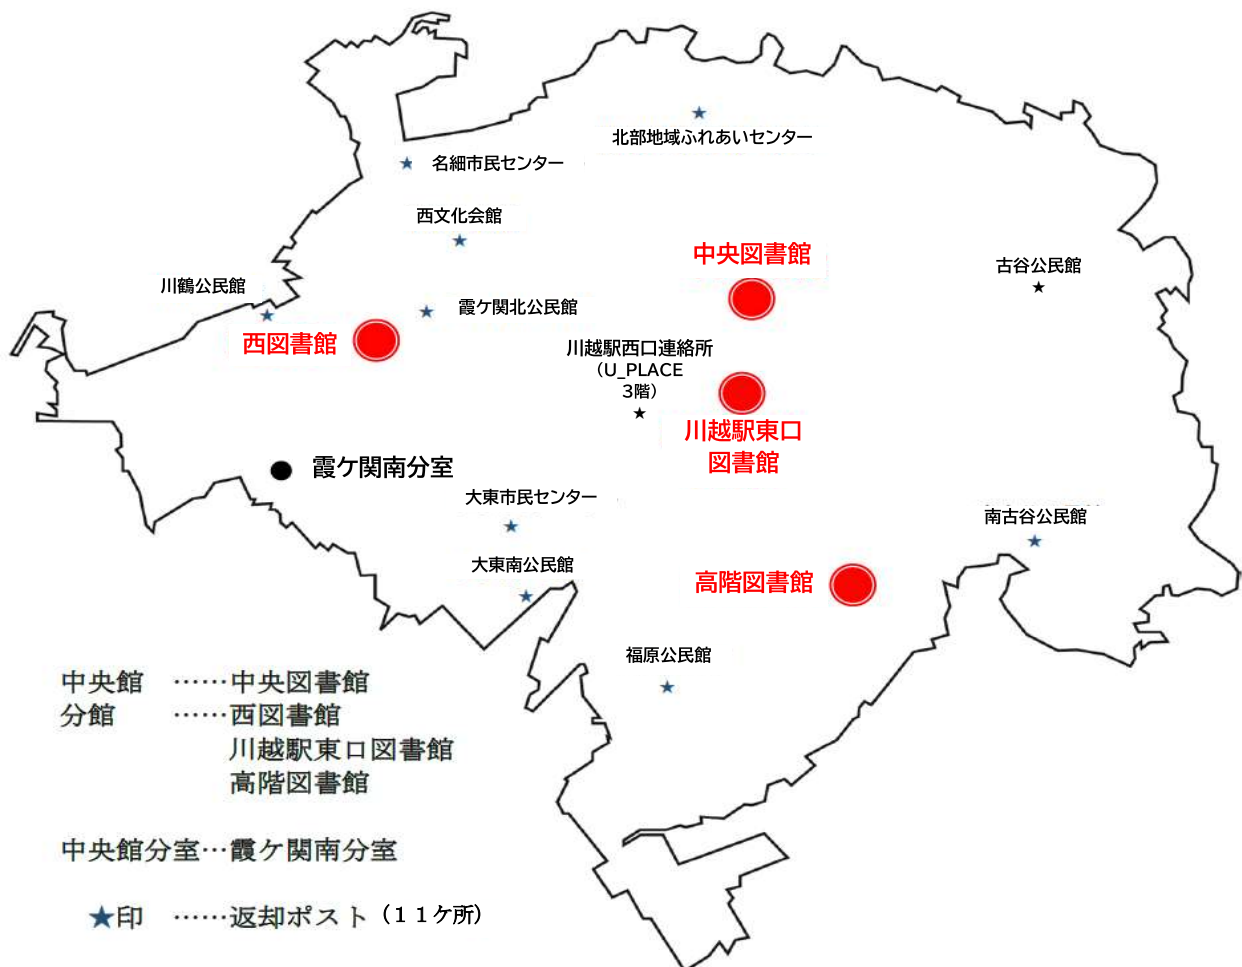 北部地域ふれあいセンター
★
名細市民センター
★
西文化会館
★
中央図書館
古谷公民館
★
川鶴公民館
★
霞ケ関北公民館
★
西図書館
川越駅西口連絡所
（U_PLACE
3階）
★
川越駅東口
図書館
霞ケ関南分室
大東市民センター
★
南古谷公民館
★
大東南公民館
★
高階図書館
福原公民館
★
中央館 ……中央図書館
分館 ……西図書館
川越駅東口図書館
高階図書館
中央館分室…霞ケ関南分室
★印 ……返却ポスト（１１ケ所）